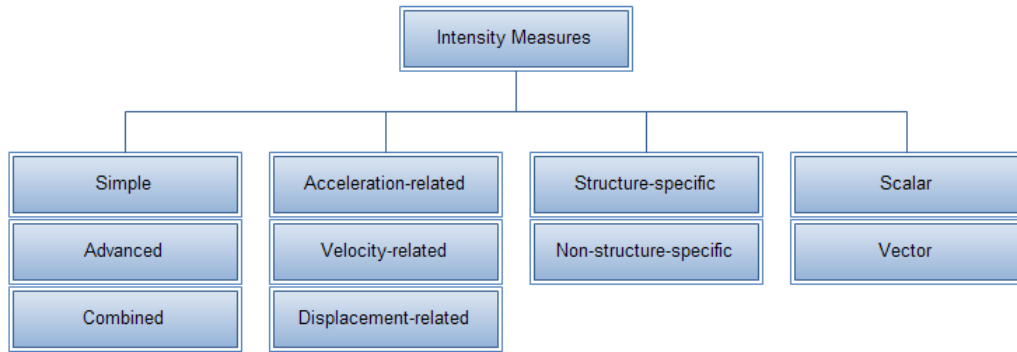 Intensity Measures
Simple
Acceleration-related
Structure-specific
Scalar
Advanced
Velocity-related
Non-structure-specific
Vector
Combined
Displacement-related